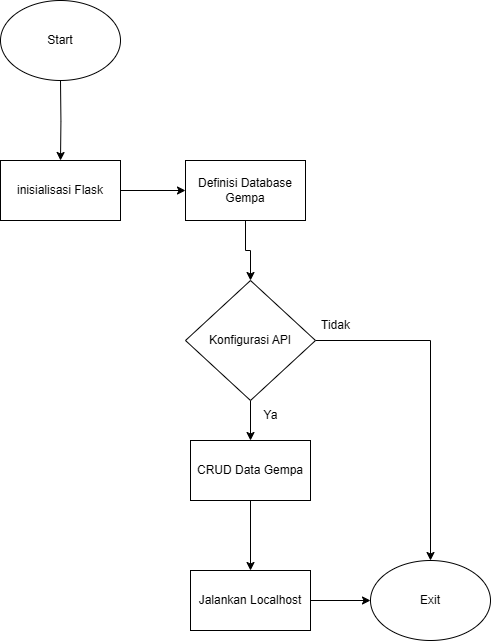 Start
inisialisasi Flask
Definisi Database
Gempa
Konfigurasi API
Tidak
Ya
CRUD Data Gempa
Jalankan Localhost
Exit